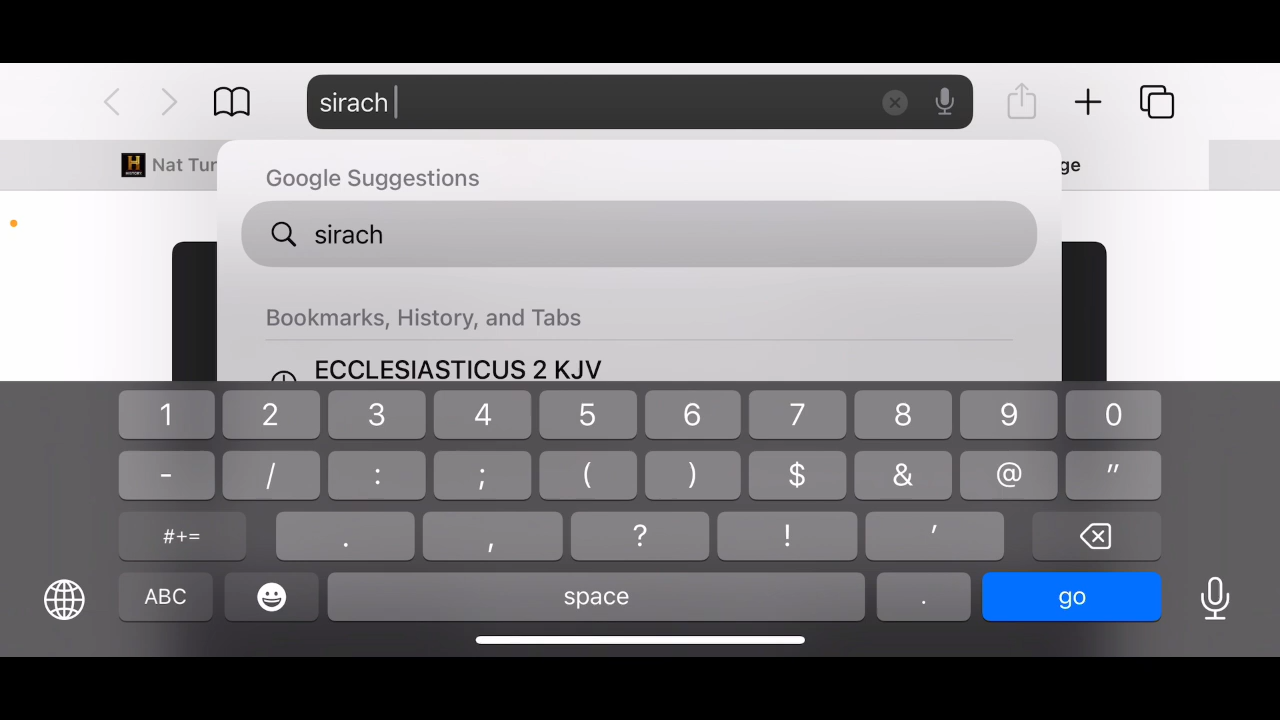 sirach
H
HISTORY
Nat Tur
ge
Google Suggestions
sirach
Bookmarks, History, and Tabs
ECCLESIASTICUS 2 KJV
1 2 3 4 5 6 7 8 9 0
- / : ; ( ) $ & @ "
#+= . , ? ! '
ABC space . go